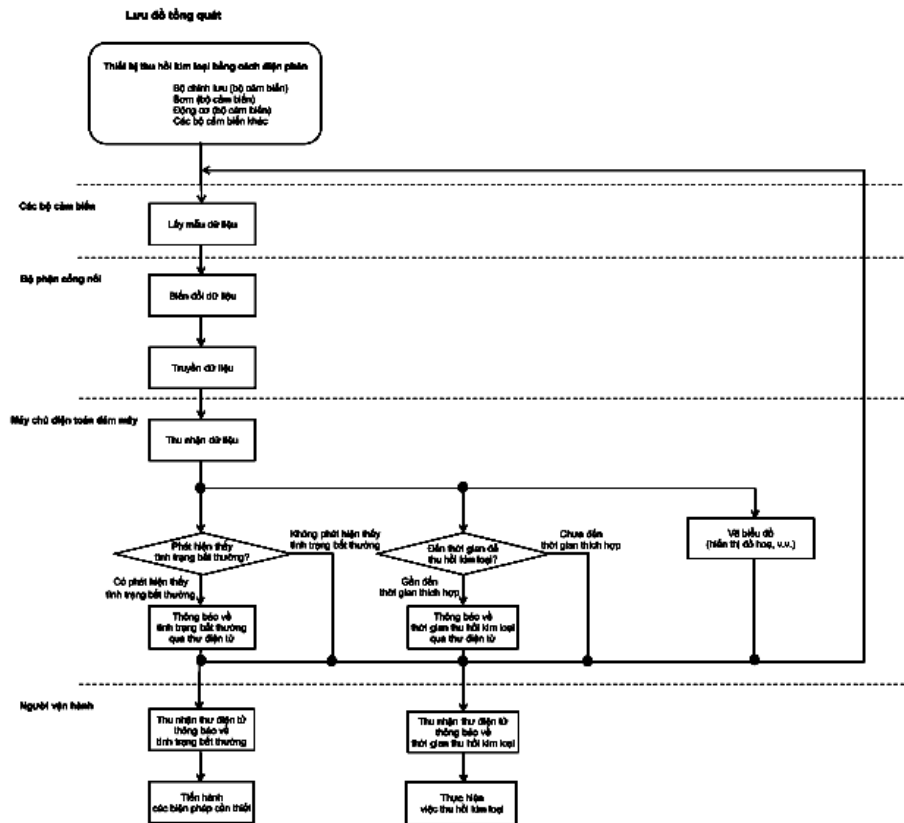 Lưu đồ tổng quát
Thiết bị thu hồi kim loại bằng cách điện phân
Bộ chỉnh lưu (bộ cảm biến)
Bơm (bộ cảm biến)
Động cơ (bộ cảm biến)
Các bộ cảm biến khác
Các bộ cảm biến
Lấy mẫu dữ liệu
Bộ phận cổng nối
Biến đổi dữ liệu
Truyền dữ liệu
Máy chủ điện toán đám mây
Thu nhận dữ liệu
Phát hiện thấy
tình trạng bất thường?
Không phát hiện thấy
tình trạng bất thường
Đến thời gian để
thu hồi kim loại?
Chưa đến
thời gian thích hợp
Vẽ biểu đồ
(hiển thị đồ hoạ, v.v.)
Có phát hiện thấy
tình trạng bất thường
Gần đến
thời gian thích hợp
Thông báo về
tình trạng bất thường
qua thư điện tử
Thông báo về
thời gian thu hồi kim loại
qua thư điện tử
Người vận hành
Thu nhận thư điện tử
thông báo về
tình trạng bất thường
Thu nhận thư điện tử
thông báo về
thời gian thu hồi kim loại
Tiến hành
các biện pháp cần thiết
Thực hiện
việc thu hồi kim loại